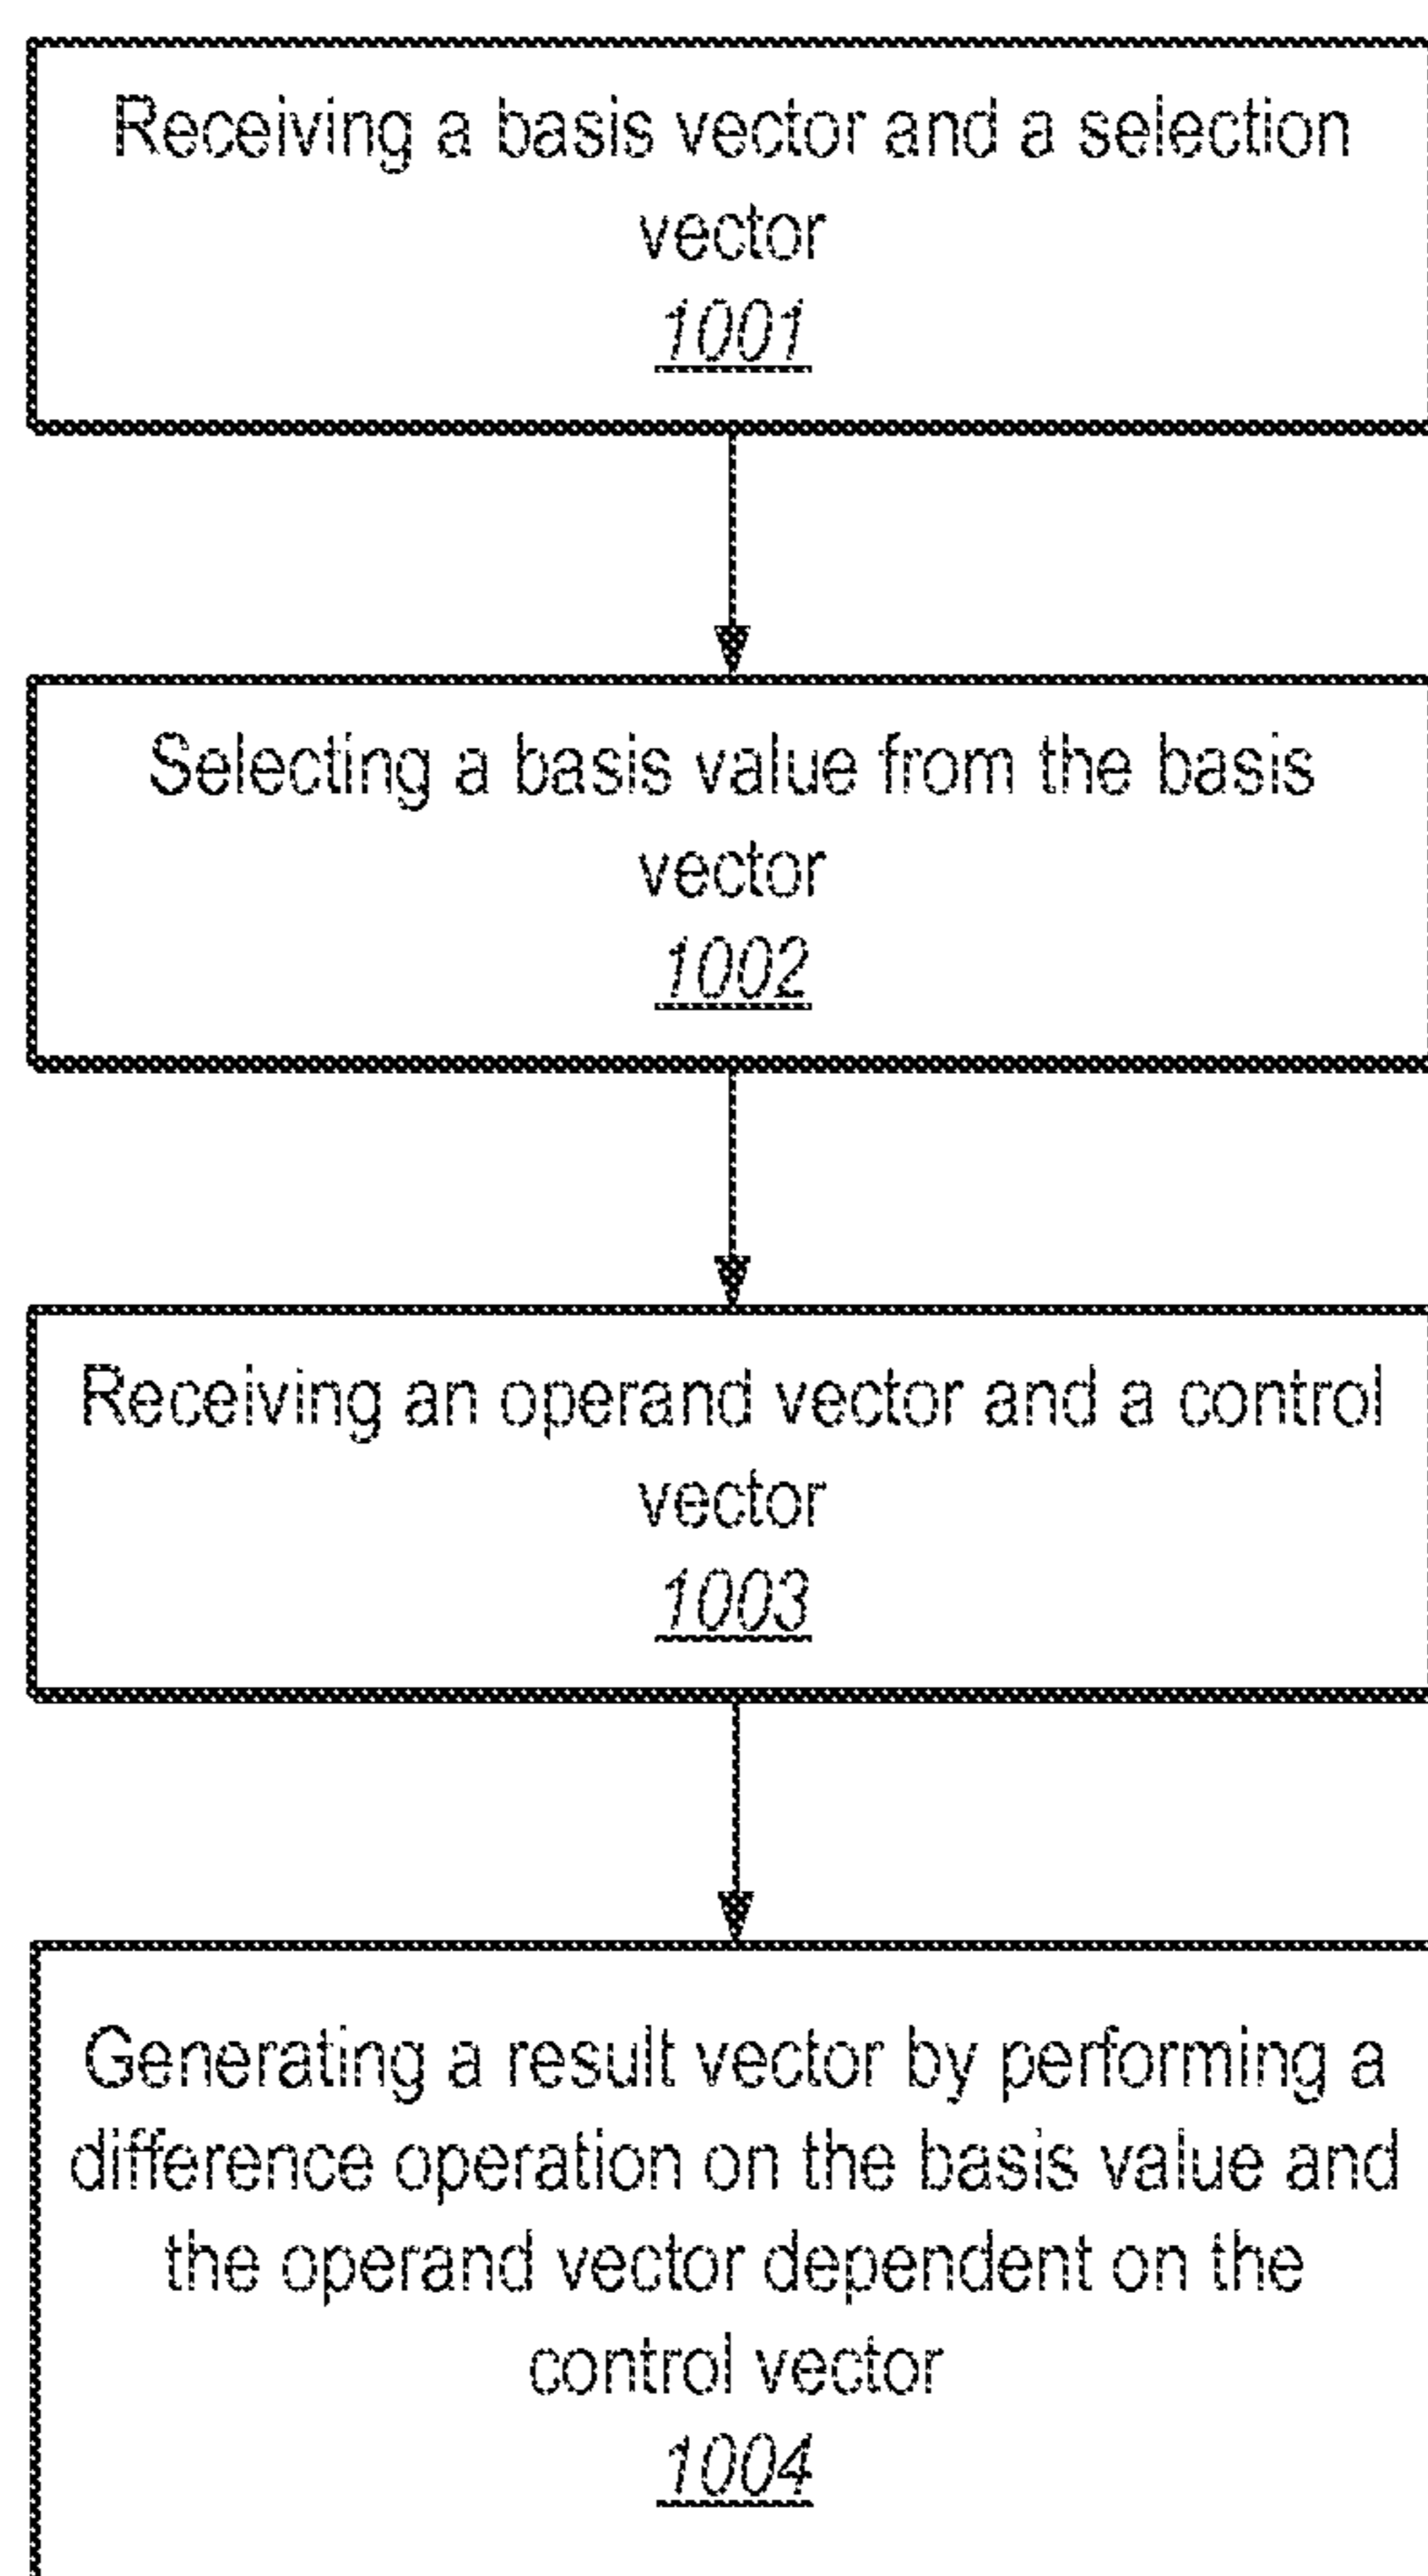 Receiving a basis vector and a selection
vector
1001
Selecting a basis value from the basis
vector
1002
Receiving an operand vector and a control
vector
1003
Generating a result vector by performing a
difference operation on the basis value and
the operand vector dependent on the
control vector
1004